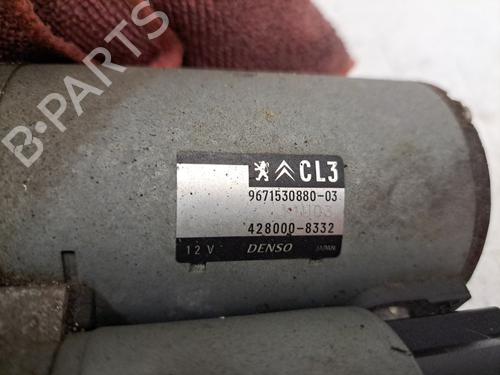 B-PARTS
CL3
9671530880-03
428000-8332
12 V DENSO JAPAN